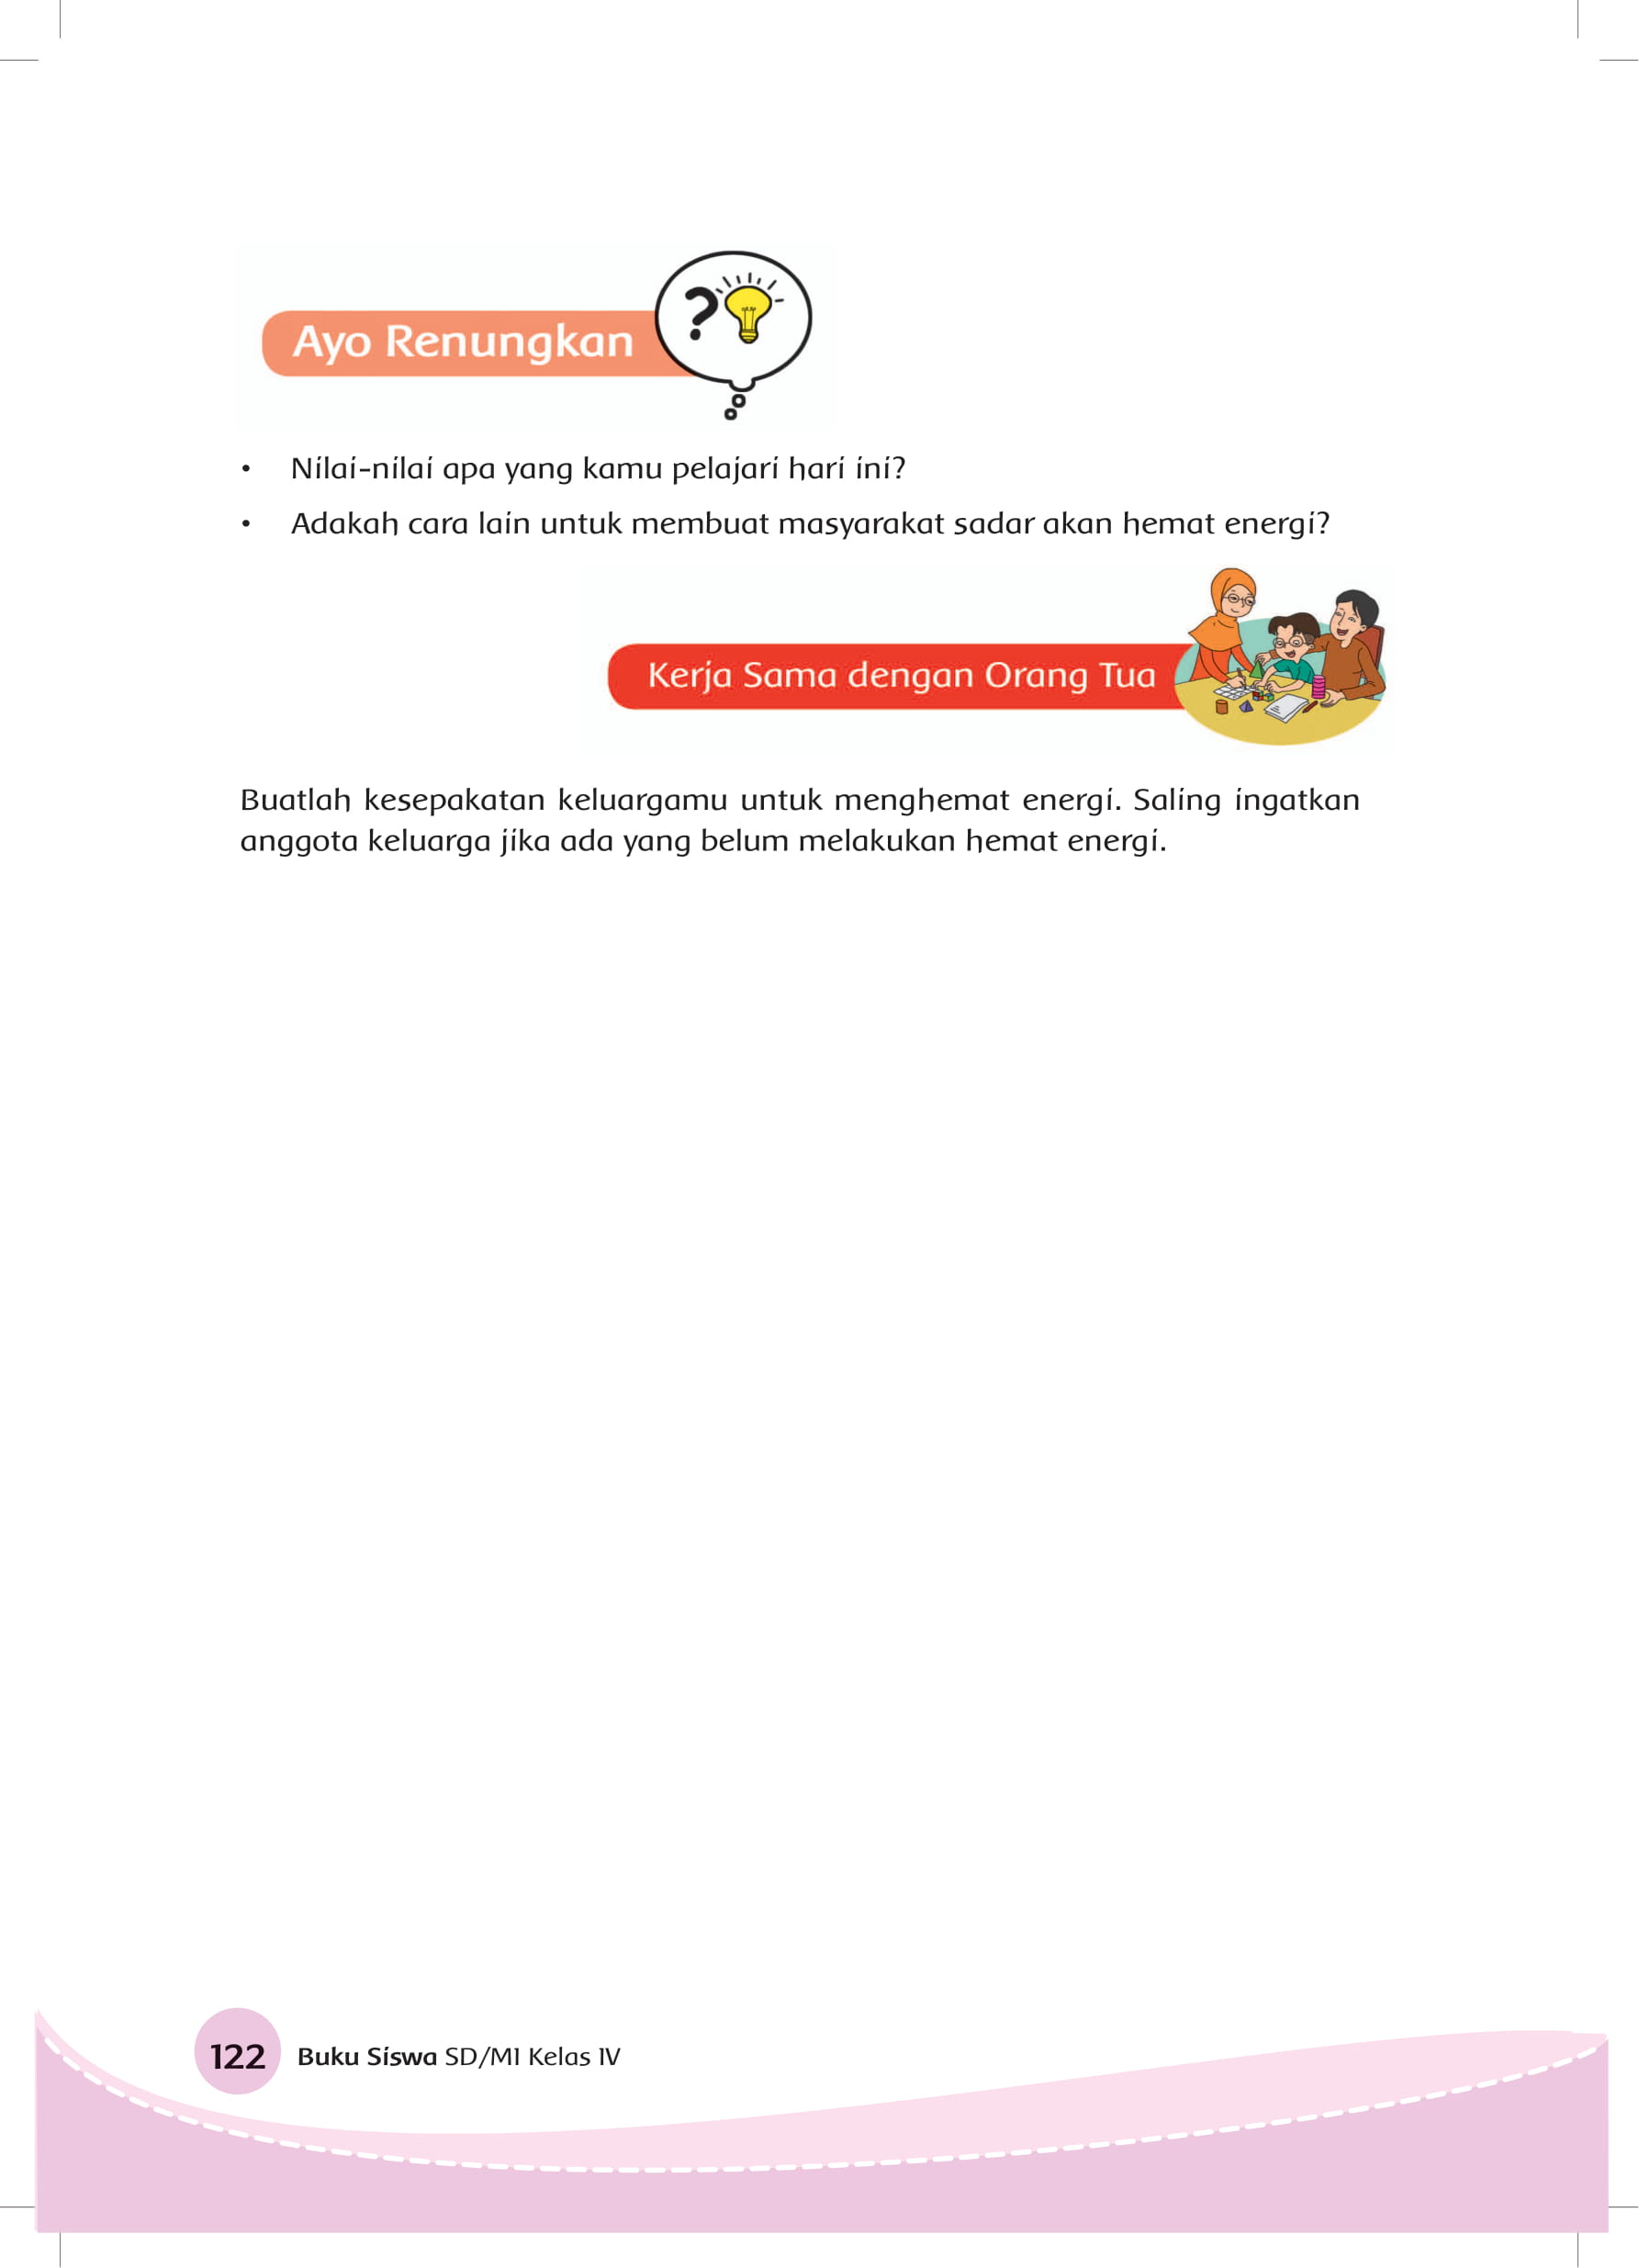 Ayo Renungkan
?
• Nilai-nilai apa yang kamu pelajari hari ini?
• Adakah cara lain untuk membuat masyarakat sadar akan hemat energi?
Kerja Sama dengan Orang Tua
Buatlah kesepakatan keluargamu untuk menghemat energi. Saling ingatkan
anggota keluarga jika ada yang belum melakukan hemat energi.
122 Buku Siswa SD/MI Kelas IV